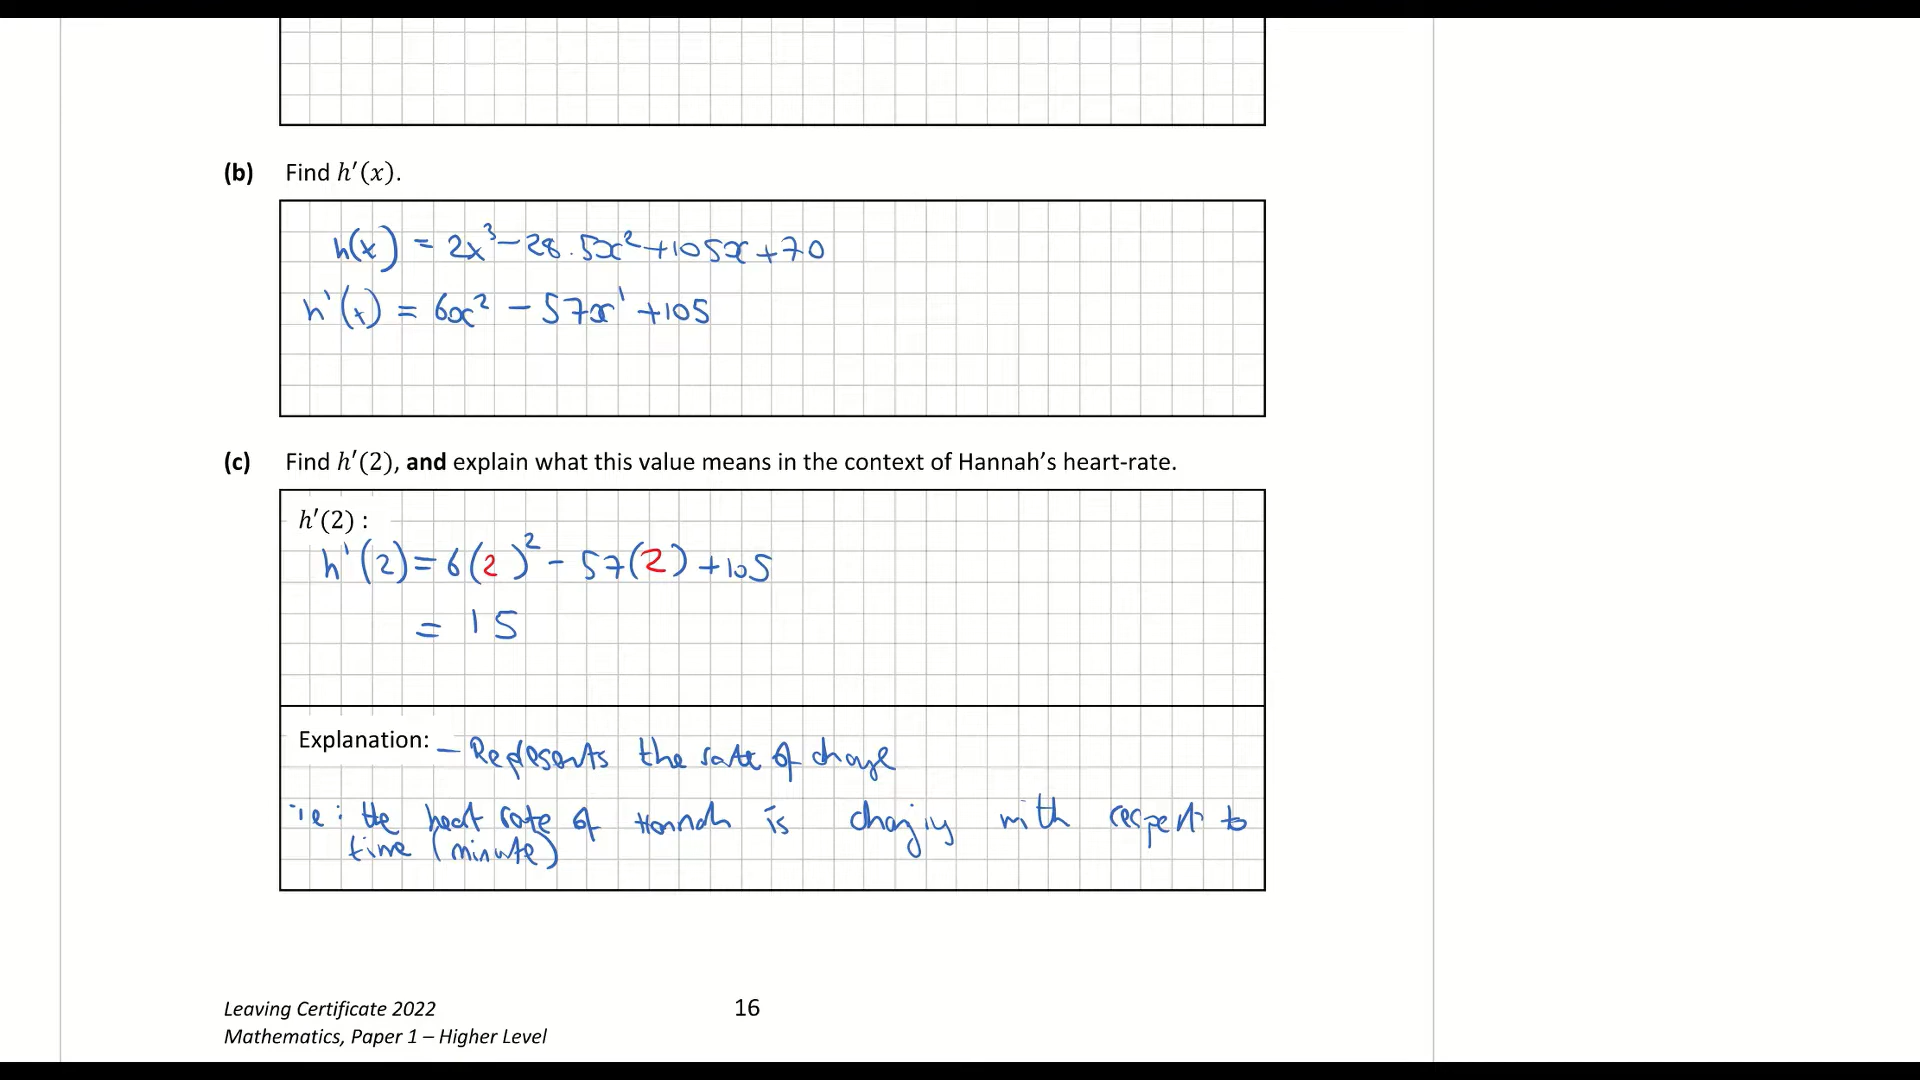 (b) Find h′(x).
h(x) = 2x³ − 28.5x² + 105x + 70
h'(x) = 6x² − 57x¹ + 105
(c) Find h′(2), and explain what this value means in the context of Hannah's heart-rate.
h′(2) :
h'(2) = 6(2)² − 57(2) + 105
= 15
Explanation: – Represents the rate of change
ie: the heart rate of Hannah is changing with respect to
time (minute)
Leaving Certificate 2022 16
Mathematics, Paper 1 – Higher Level